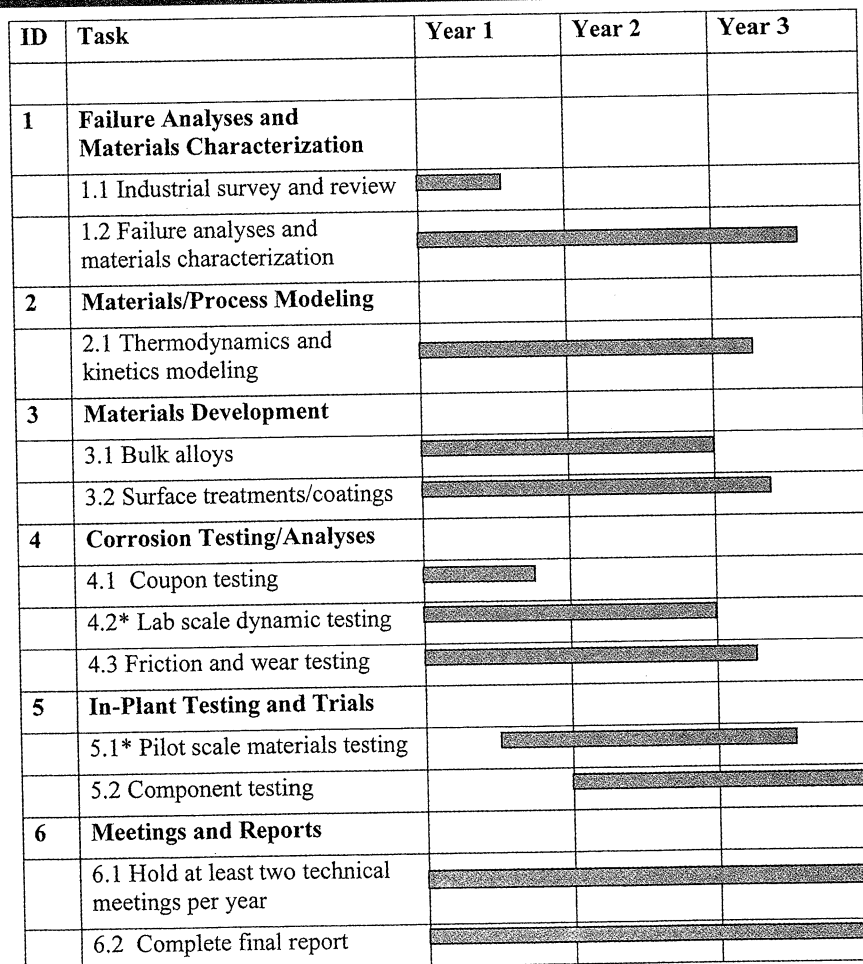 ID Task Year 1 Year 2 Year 3
1 Failure Analyses and
Materials Characterization
1.1 Industrial survey and review
1.2 Failure analyses and
materials characterization
2 Materials/Process Modeling
2.1 Thermodynamics and
kinetics modeling
3 Materials Development
3.1 Bulk alloys
3.2 Surface treatments/coatings
4 Corrosion Testing/Analyses
4.1 Coupon testing
4.2* Lab scale dynamic testing
4.3 Friction and wear testing
5 In-Plant Testing and Trials
5.1* Pilot scale materials testing
5.2 Component testing
6 Meetings and Reports
6.1 Hold at least two technical
meetings per year
6.2 Complete final report